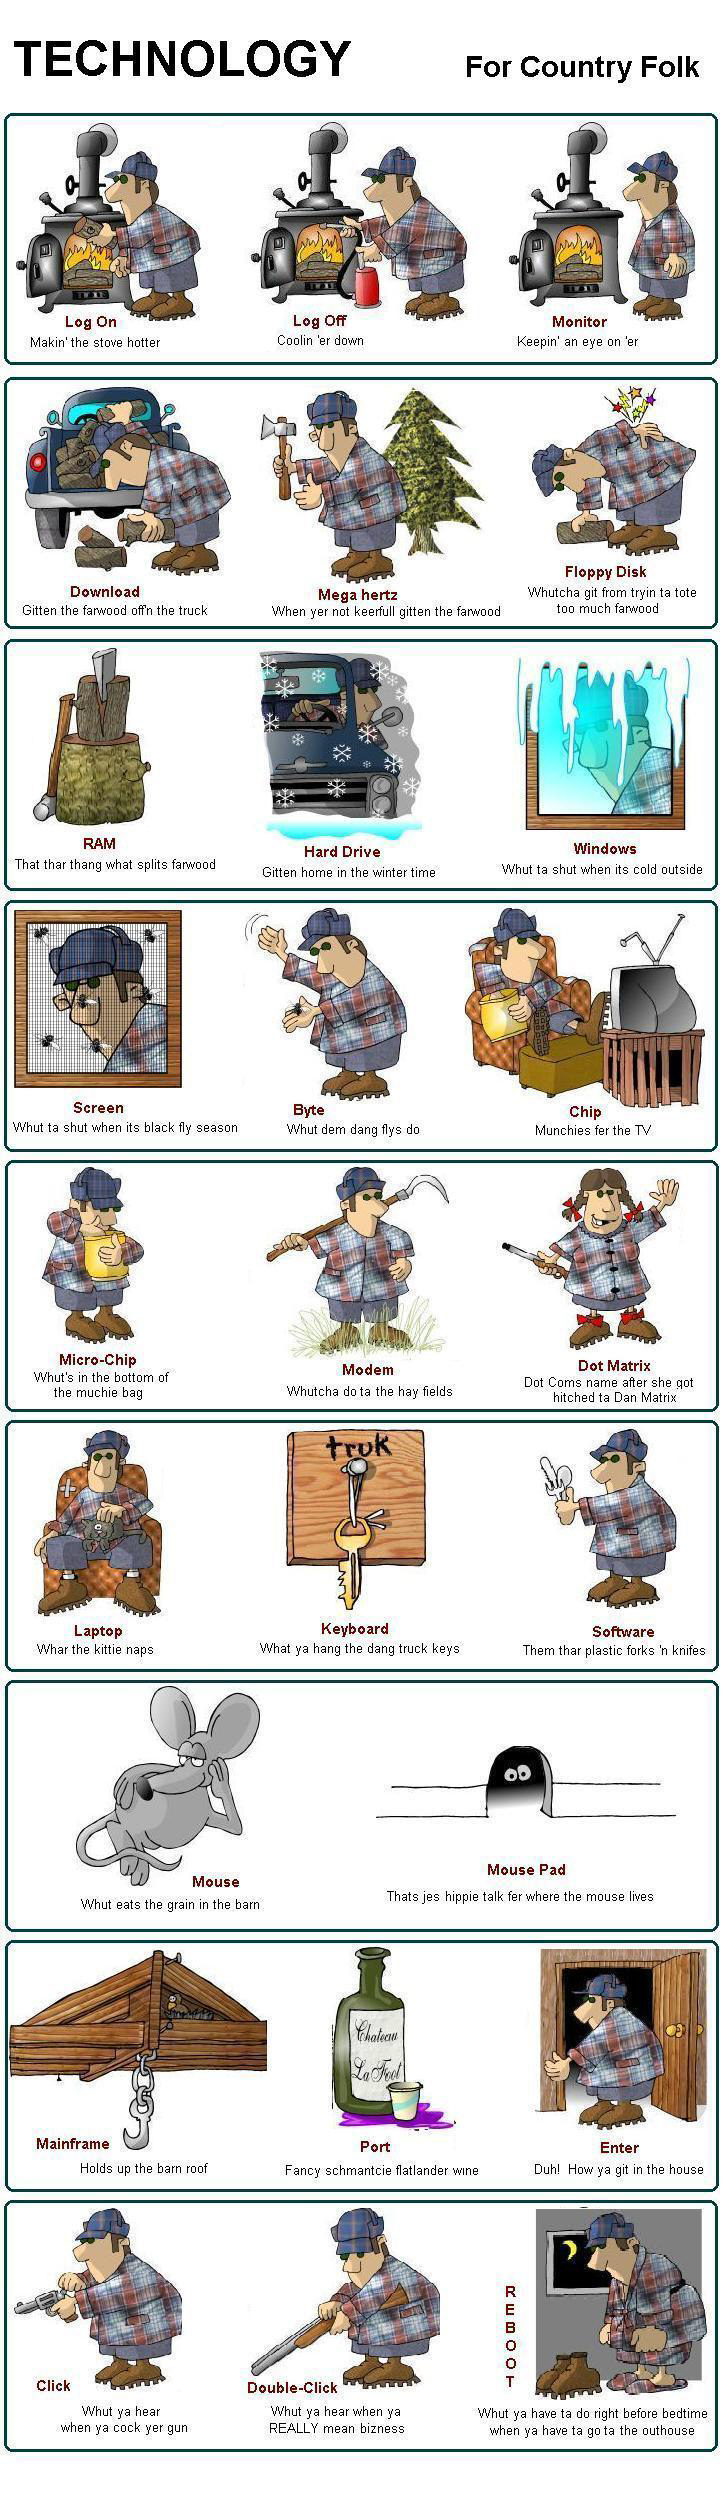 TECHNOLOGY For Country Folk
Log On
Makin' the stove hotter
Log Off
Coolin 'er down
Monitor
Keepin' an eye on 'er
Download
Gitten the farwood off'n the truck
Mega hertz
When yer not keerfull gitten the farwood
Floppy Disk
Whutcha git from tryin ta tote
too much farwood
RAM
That thar thang what splits farwood
Hard Drive
Gitten home in the winter time
Windows
Whut ta shut when its cold outside
Screen
Whut ta shut when its black fly season
Byte
Whut dem dang flys do
Chip
Munchies fer the TV
Micro-Chip
Whut's in the bottom of
the muchie bag
Modem
Whutcha do ta the hay fields
Dot Matrix
Dot Coms name after she got
hitched ta Dan Matrix
Laptop
Whar the kittie naps
truk
Keyboard
What ya hang the dang truck keys
Software
Them thar plastic forks 'n knifes
Mouse
Whut eats the grain in the barn
Mouse Pad
Thats jes hippie talk fer where the mouse lives
Mainframe
Holds up the barn roof
Chateau
La Foot
Port
Fancy schmantcie flatlander wine
Enter
Duh! How ya git in the house
Click
Whut ya hear
when ya cock yer gun
Double-Click
Whut ya hear when ya
REALLY mean bizness
REBOOT
Whut ya have ta do right before bedtime
when ya have ta go ta the outhouse